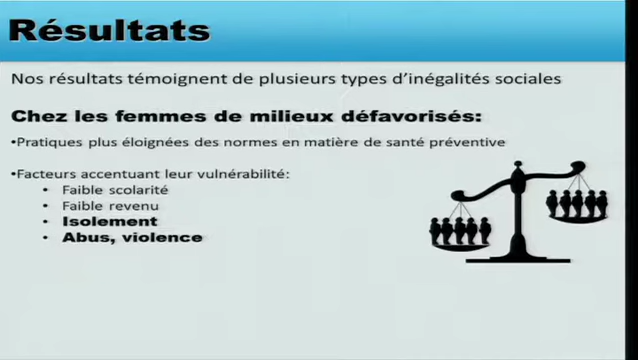 Résultats
Nos résultats témoignent de plusieurs types d'inégalités sociales
Chez les femmes de milieux défavorisés:
•Pratiques plus éloignées des normes en matière de santé préventive
•Facteurs accentuant leur vulnérabilité:
• Faible scolarité
• Faible revenu
• Isolement
• Abus, violence